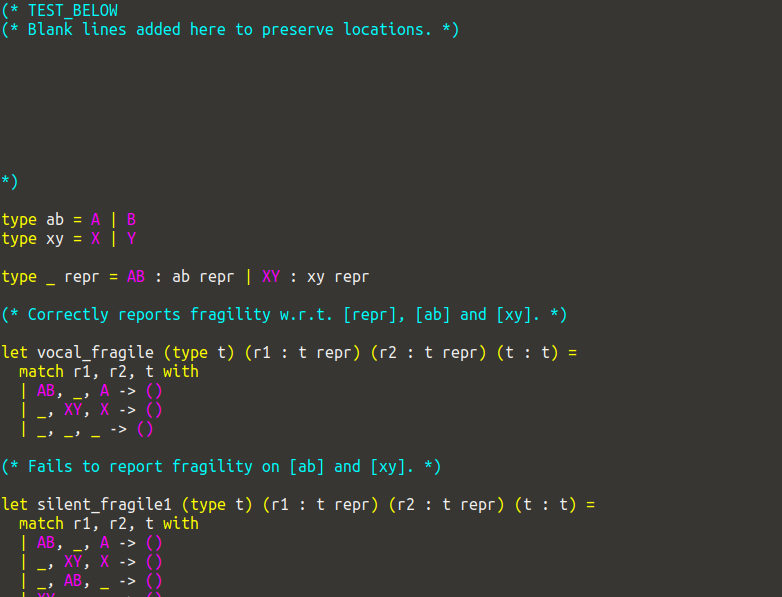 (* TEST_BELOW
(* Blank lines added here to preserve locations. *)
*)
type ab = A | B
type xy = X | Y
type _ repr = AB : ab repr | XY : xy repr
(* Correctly reports fragility w.r.t. [repr], [ab] and [xy]. *)
let vocal_fragile (type t) (r1 : t repr) (r2 : t repr) (t : t) =
  match r1, r2, t with
  | AB, _, A -> ()
  | _, XY, X -> ()
  | _, _, _ -> ()
(* Fails to report fragility on [ab] and [xy]. *)
let silent_fragile1 (type t) (r1 : t repr) (r2 : t repr) (t : t) =
  match r1, r2, t with
  | AB, _, A -> ()
  | _, XY, X -> ()
  | _, AB, _ -> ()